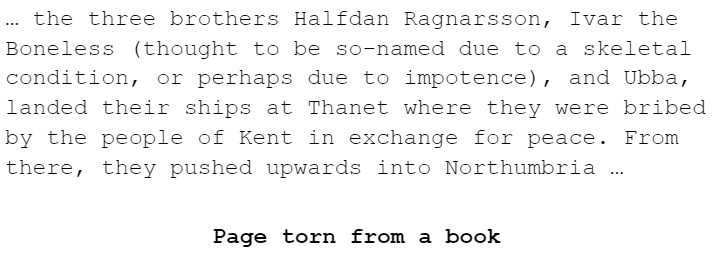 … the three brothers Halfdan Ragnarsson, Ivar the
Boneless (thought to be so-named due to a skeletal
condition, or perhaps due to impotence), and Ubba,
landed their ships at Thanet where they were bribed
by the people of Kent in exchange for peace. From
there, they pushed upwards into Northumbria …
Page torn from a book